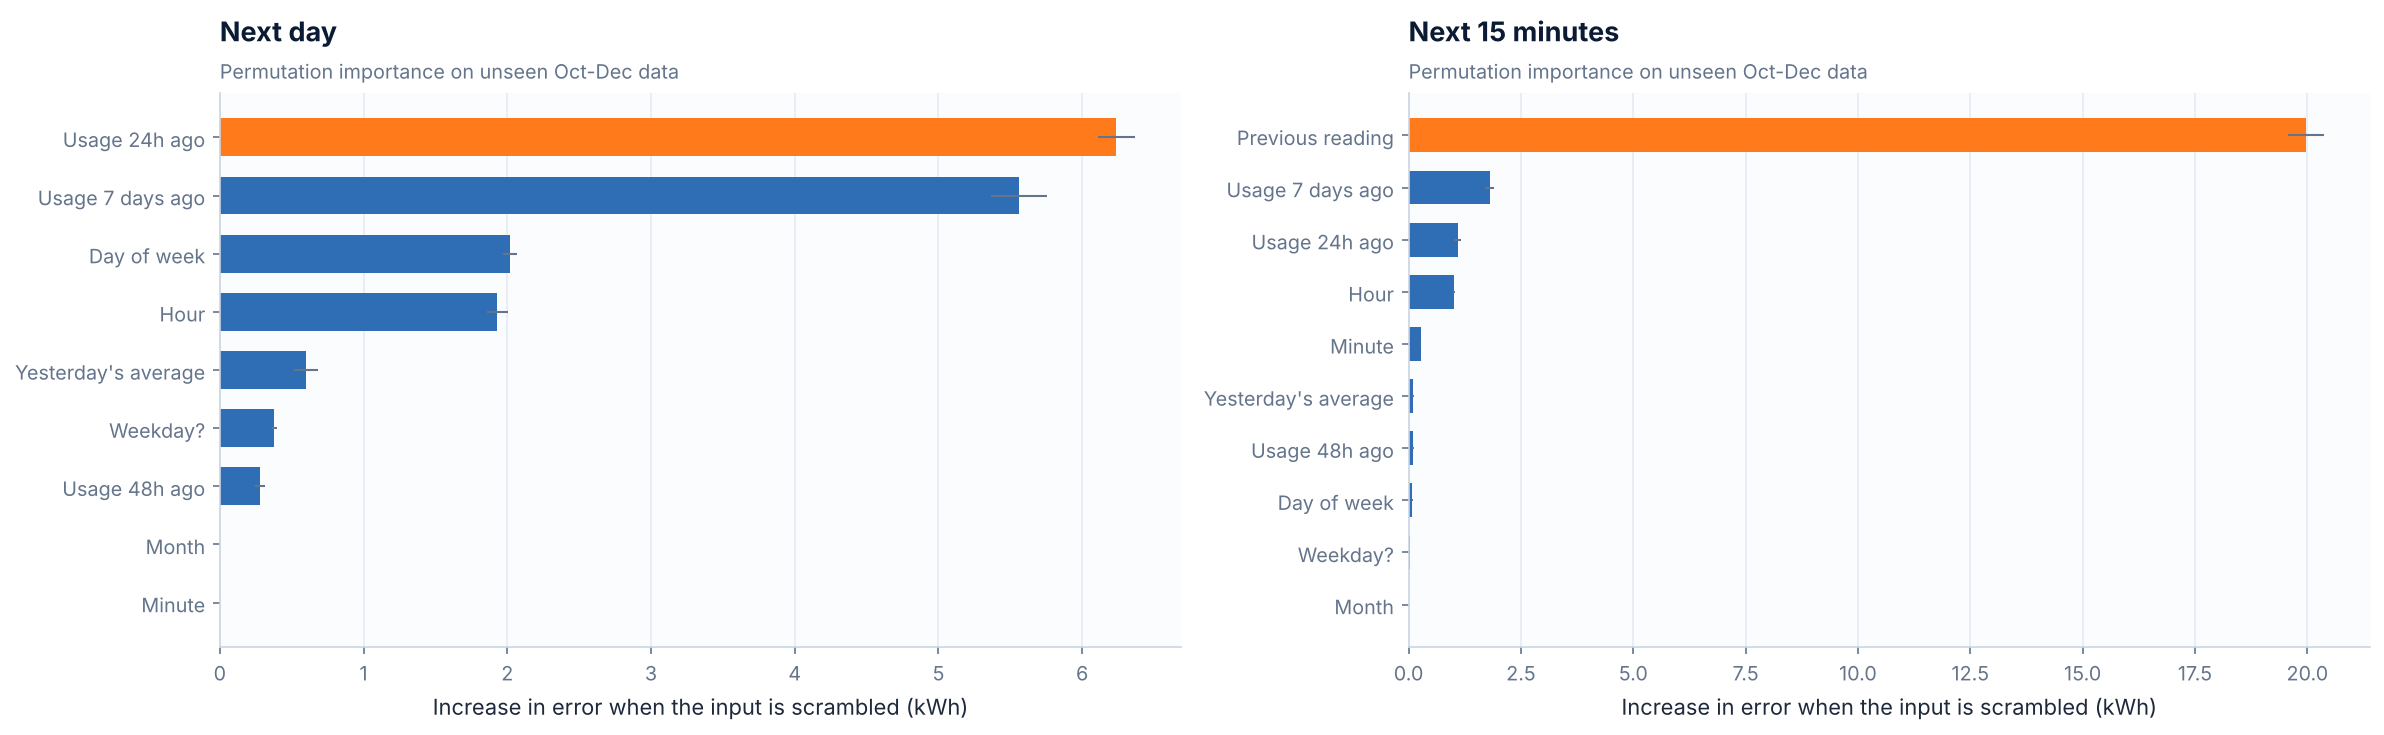 Next day
Permutation importance on unseen Oct-Dec data
Usage 24h ago
Usage 7 days ago
Day of week
Hour
Yesterday's average
Weekday?
Usage 48h ago
Month
Minute
0 1 2 3 4 5 6
Increase in error when the input is scrambled (kWh)
Next 15 minutes
Permutation importance on unseen Oct-Dec data
Previous reading
Usage 7 days ago
Usage 24h ago
Hour
Minute
Yesterday's average
Usage 48h ago
Day of week
Weekday?
Month
0.0 2.5 5.0 7.5 10.0 12.5 15.0 17.5 20.0
Increase in error when the input is scrambled (kWh)